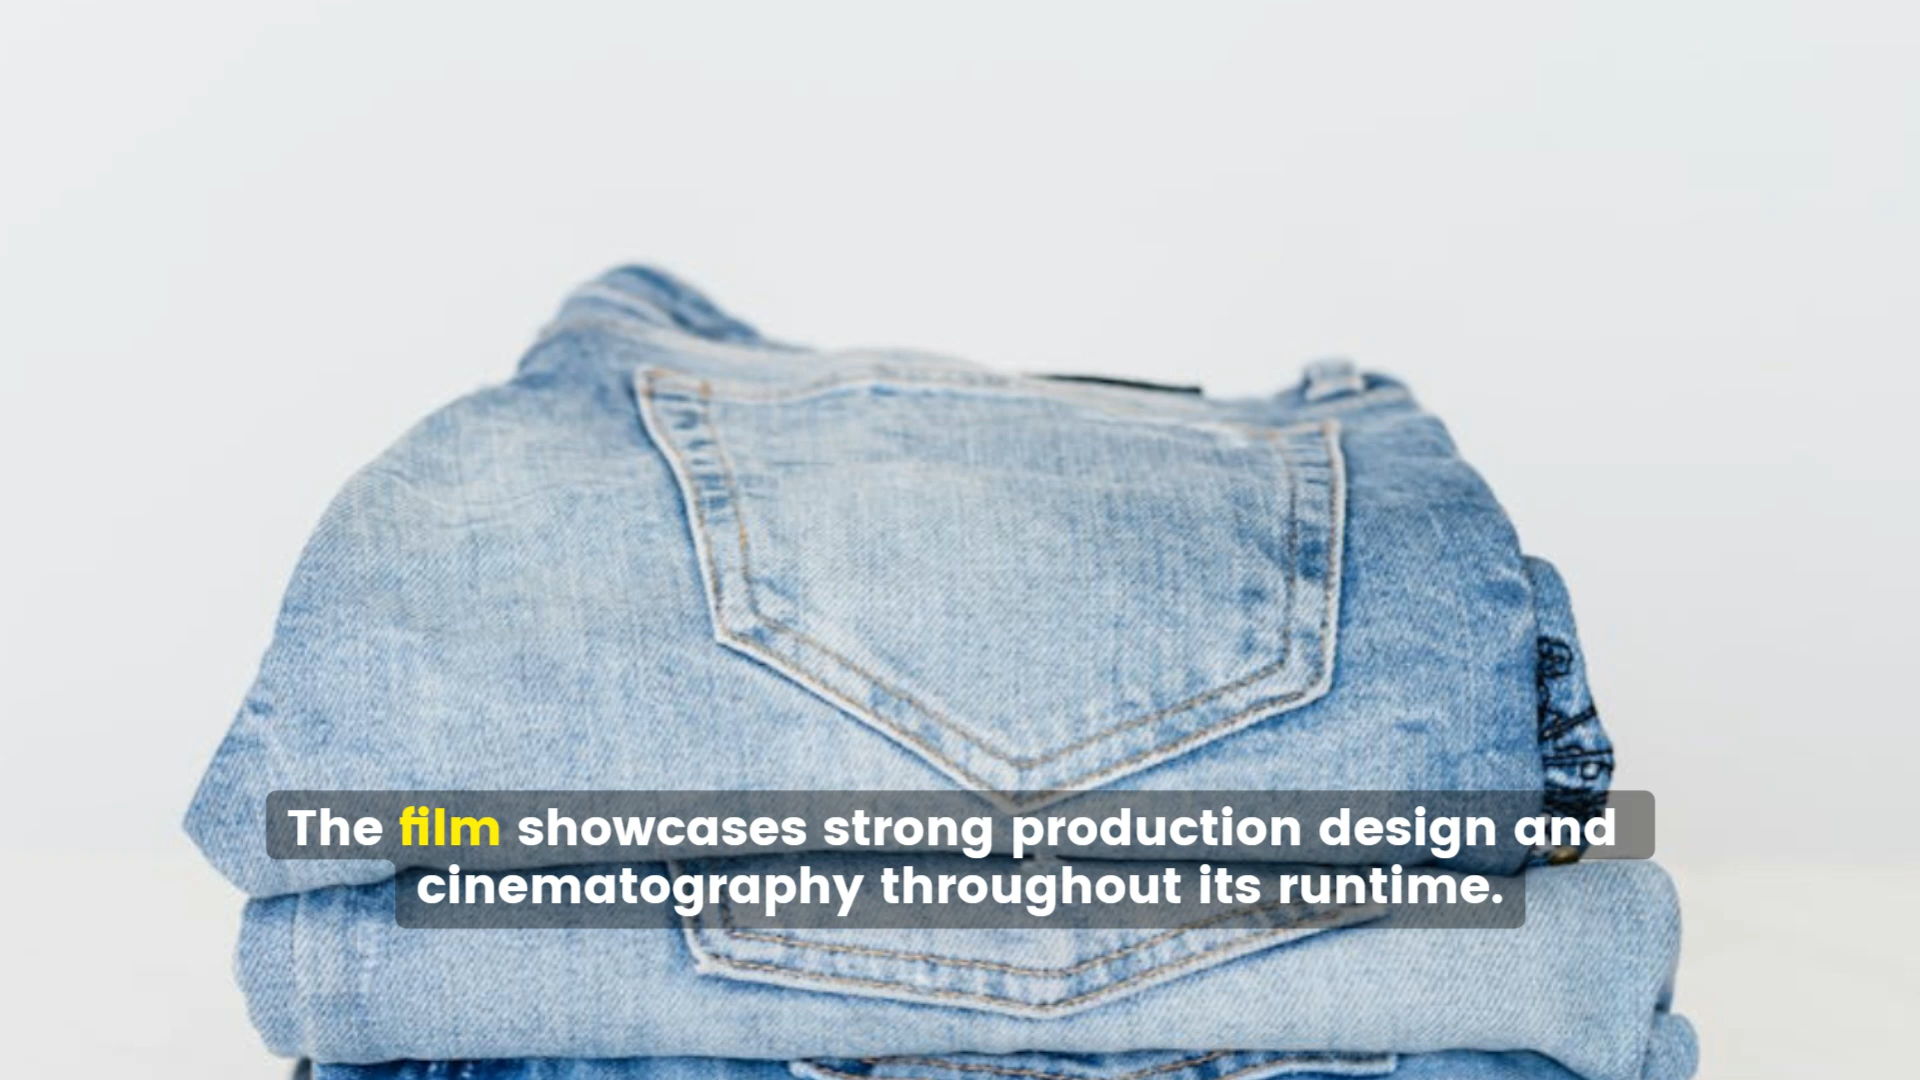 The film showcases strong production design and
cinematography throughout its runtime.